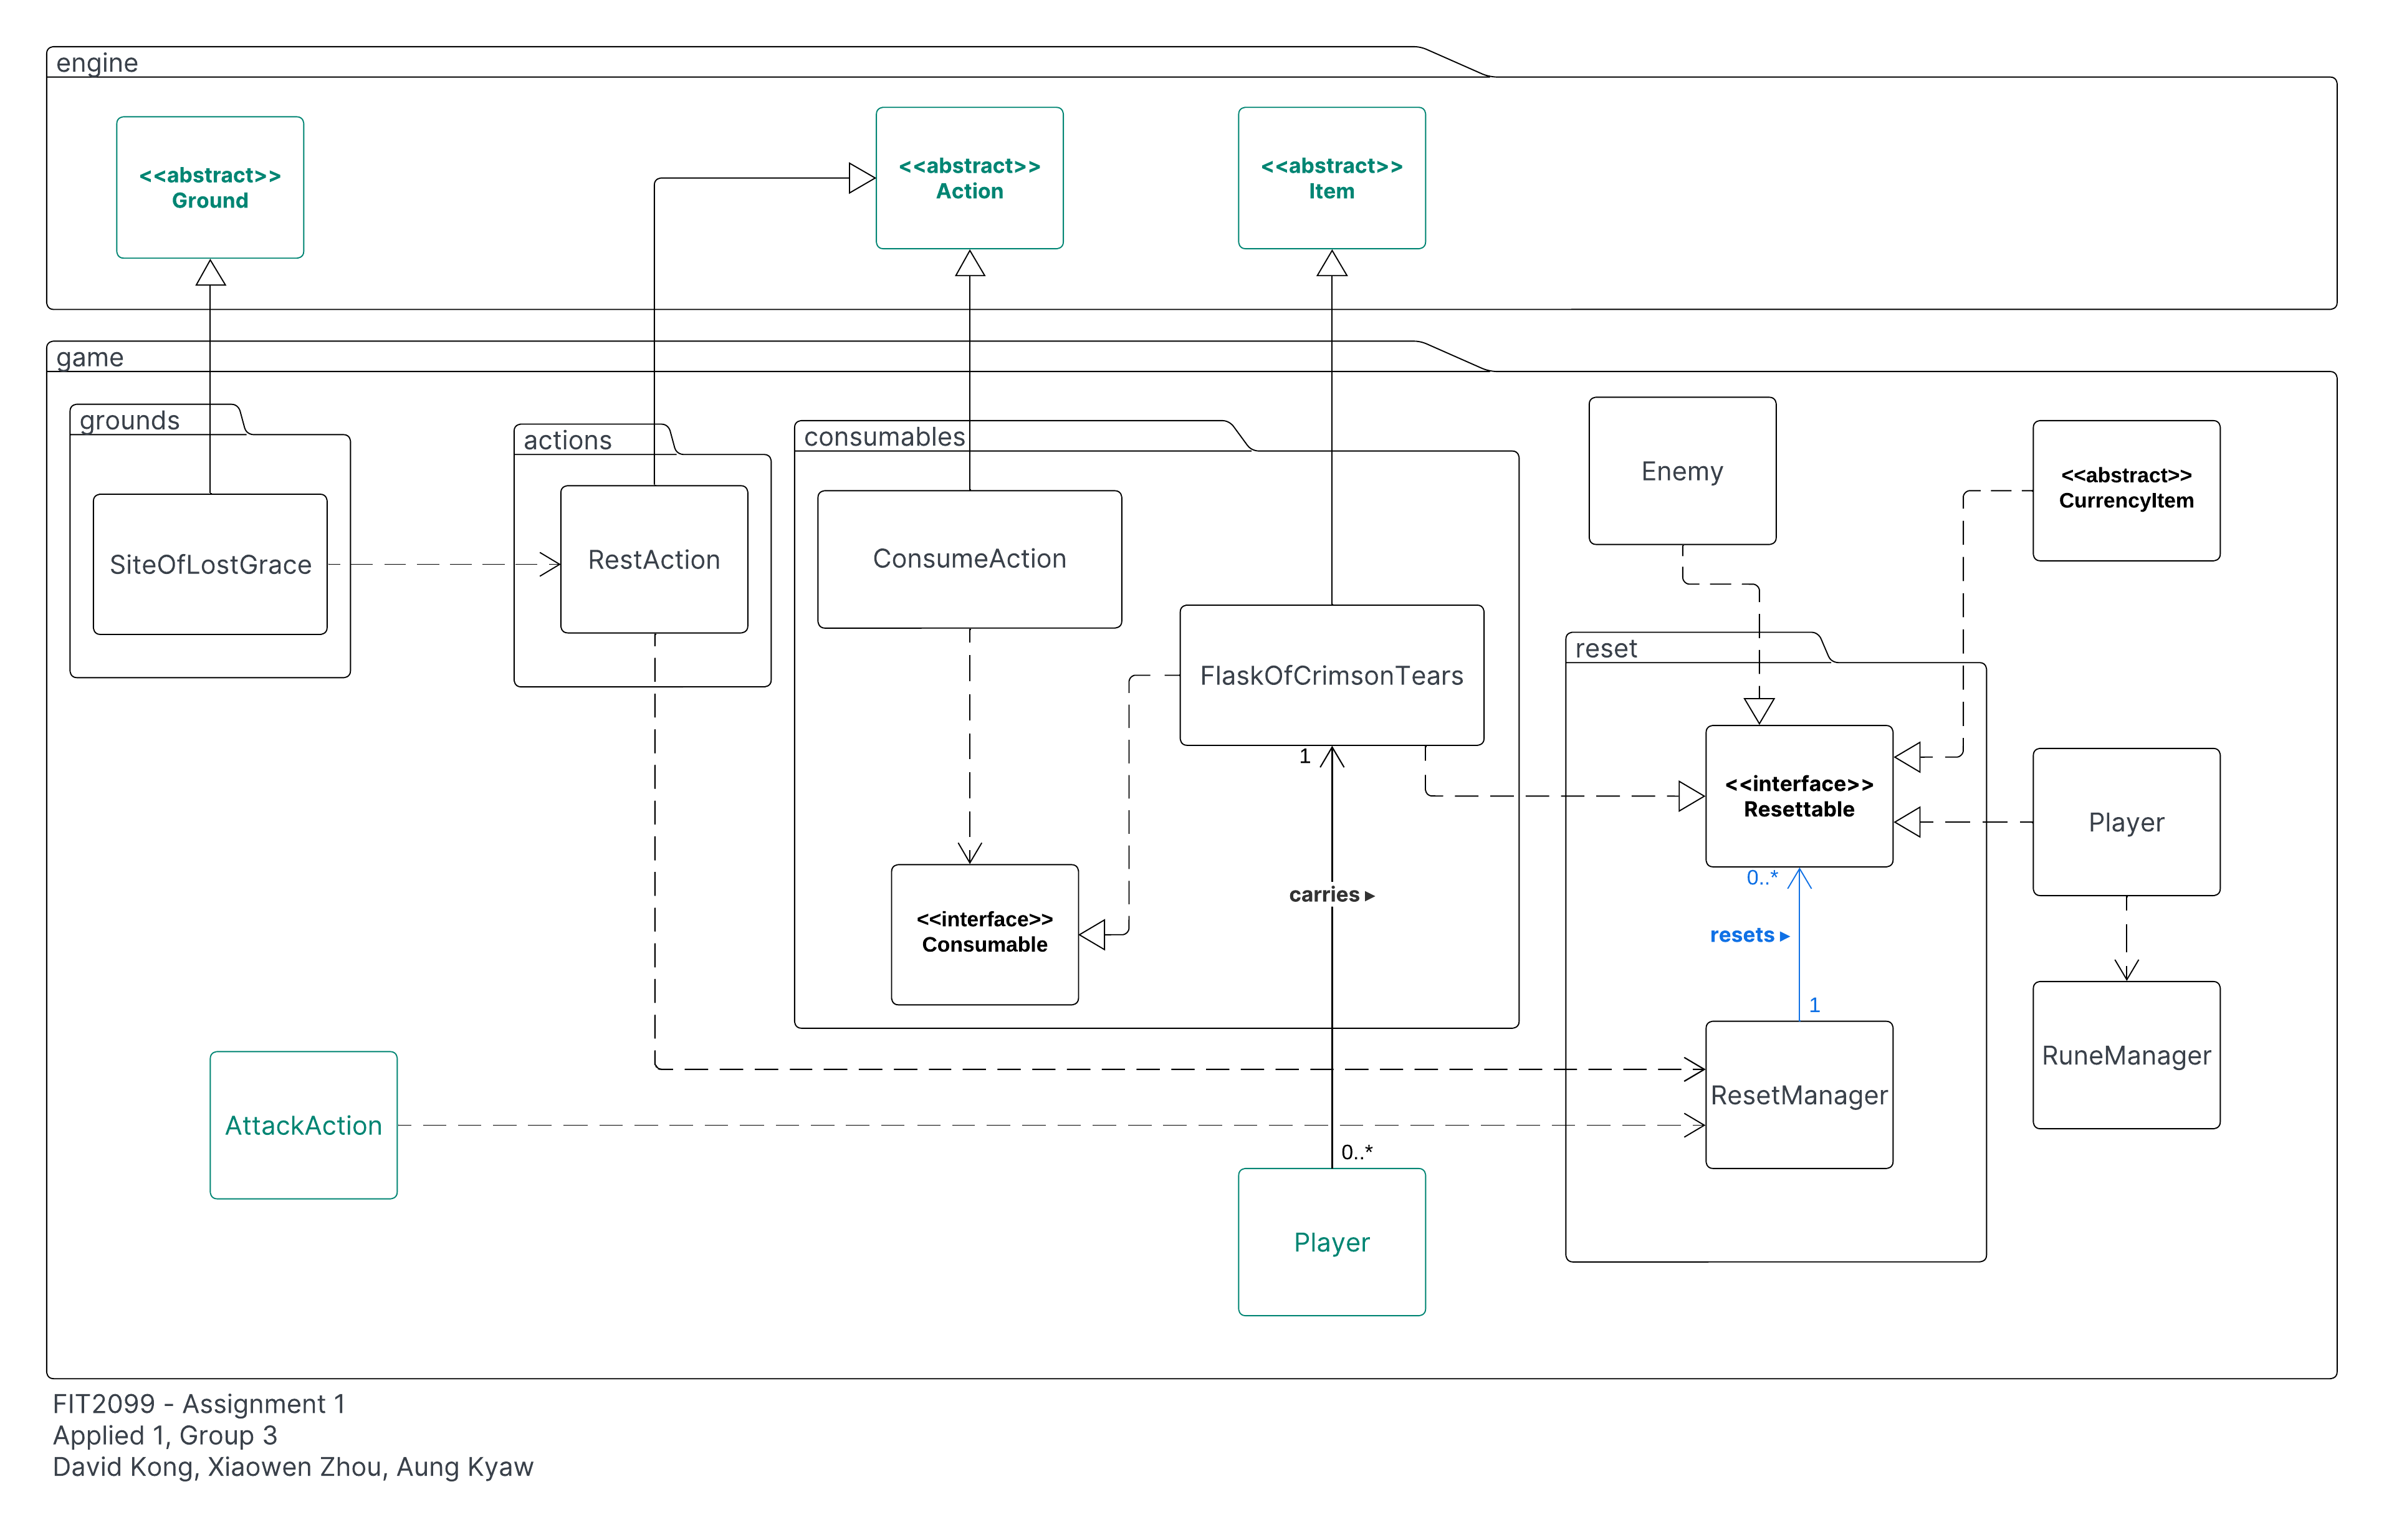 engine
<<abstract>>
Ground
<<abstract>>
Action
<<abstract>>
Item
game
grounds
SiteOfLostGrace
actions
RestAction
consumables
ConsumeAction
FlaskOfCrimsonTears
<<interface>>
Consumable
1
carries ▸
0..*
Enemy
<<abstract>>
CurrencyItem
reset
<<interface>>
Resettable
0..*
resets ▸
1
ResetManager
Player
RuneManager
AttackAction
Player
FIT2099 - Assignment 1
Applied 1, Group 3
David Kong, Xiaowen Zhou, Aung Kyaw